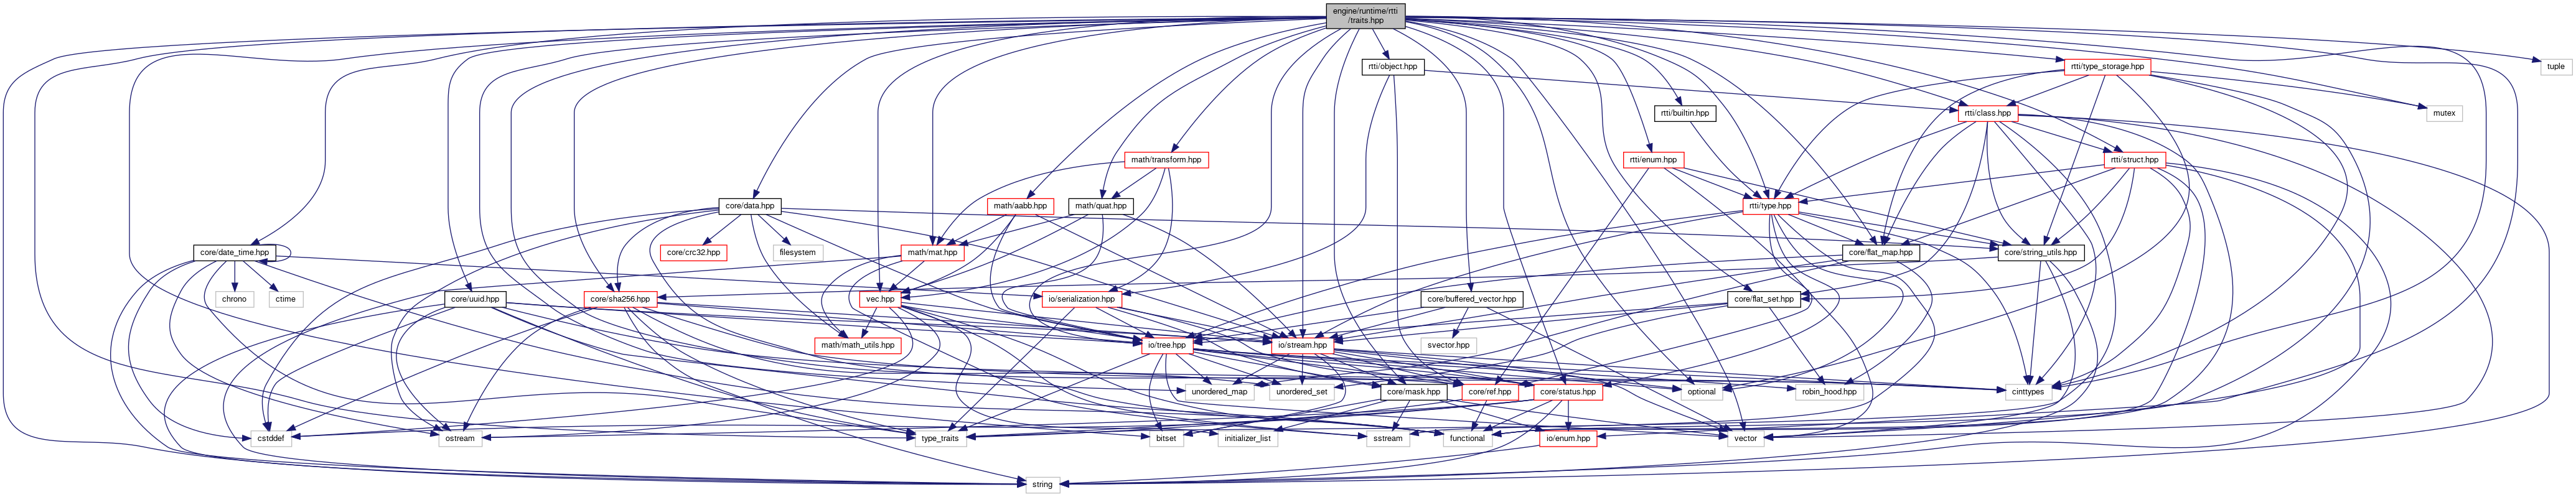 engine/runtime/rtti
/traits.hpp
rtti/object.hpp
rtti/type_storage.hpp
tuple
rtti/builtin.hpp
rtti/class.hpp
mutex
math/transform.hpp
rtti/enum.hpp
rtti/struct.hpp
core/data.hpp
math/aabb.hpp
math/quat.hpp
rtti/type.hpp
core/date_time.hpp
core/crc32.hpp
filesystem
math/mat.hpp
core/flat_map.hpp
core/string_utils.hpp
chrono
ctime
core/uuid.hpp
core/sha256.hpp
vec.hpp
io/serialization.hpp
core/buffered_vector.hpp
core/flat_set.hpp
math/math_utils.hpp
io/tree.hpp
svector.hpp
io/stream.hpp
unordered_map
unordered_set
core/mask.hpp
core/ref.hpp
core/status.hpp
optional
robin_hood.hpp
cinttypes
cstddef
ostream
type_traits
bitset
initializer_list
sstream
functional
io/enum.hpp
vector
string